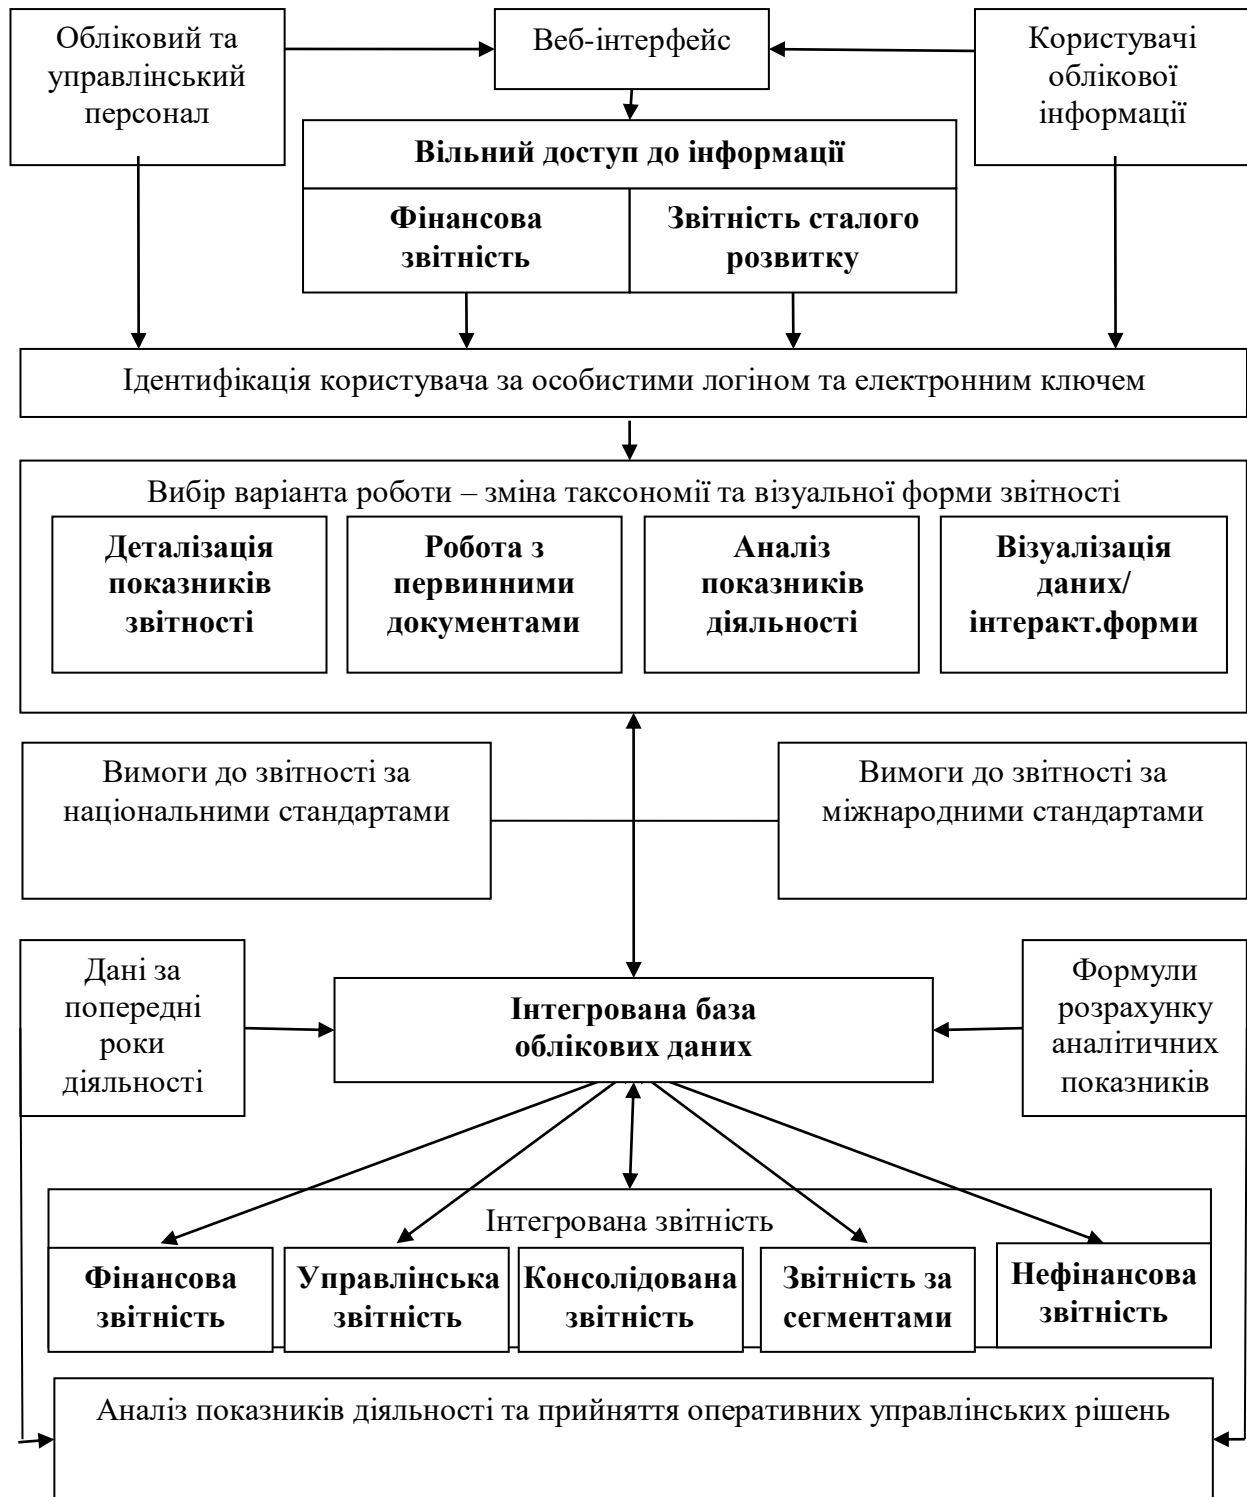 Обліковий та
управлінський
персонал
Веб-інтерфейс
Користувачі
облікової
інформації
Вільний доступ до інформації
Фінансова
звітність
Звітність сталого
розвитку
Ідентифікація користувача за особистими логіном та електронним ключем
Вибір варіанта роботи – зміна таксономії та візуальної форми звітності
Деталізація
показників
звітності
Робота з
первинними
документами
Аналіз
показників
діяльності
Візуалізація
даних/
інтеракт.форми
Вимоги до звітності за
національними стандартами
Вимоги до звітності за
міжнародними стандартами
Дані за
попередні
роки
діяльності
Інтегрована база
облікових даних
Формули
розрахунку
аналітичних
показників
Інтегрована звітність
Фінансова
звітність
Управлінська
звітність
Консолідована
звітність
Звітність за
сегментами
Нефінансова
звітність
Аналіз показників діяльності та прийняття оперативних управлінських рішень